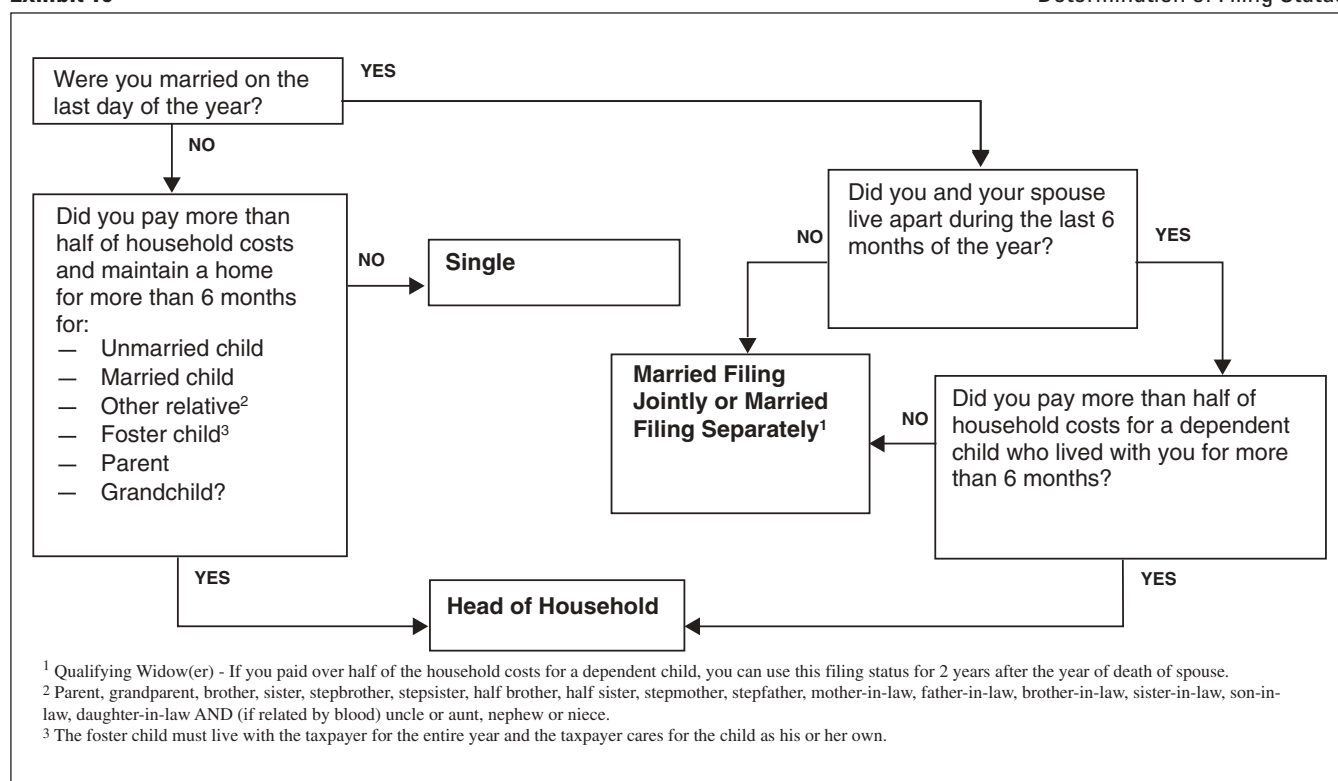 Were you married on the
last day of the year?
YES
NO
Did you pay more than
half of household costs
and maintain a home
for more than 6 months
for:
— Unmarried child
— Married child
— Other relative²
— Foster child³
— Parent
— Grandchild?
NO
Single
Did you and your spouse
live apart during the last 6
months of the year?
NO
YES
Married Filing
Jointly or Married
Filing Separately¹
NO
Did you pay more than half of
household costs for a dependent
child who lived with you for more
than 6 months?
YES
Head of Household
YES
¹ Qualifying Widow(er) - If you paid over half of the household costs for a dependent child, you can use this filing status for 2 years after the year of death of spouse.
² Parent, grandparent, brother, sister, stepbrother, stepsister, half brother, half sister, stepmother, stepfather, mother-in-law, father-in-law, brother-in-law, sister-in-law, son-in-
law, daughter-in-law AND (if related by blood) uncle or aunt, nephew or niece.
³ The foster child must live with the taxpayer for the entire year and the taxpayer cares for the child as his or her own.